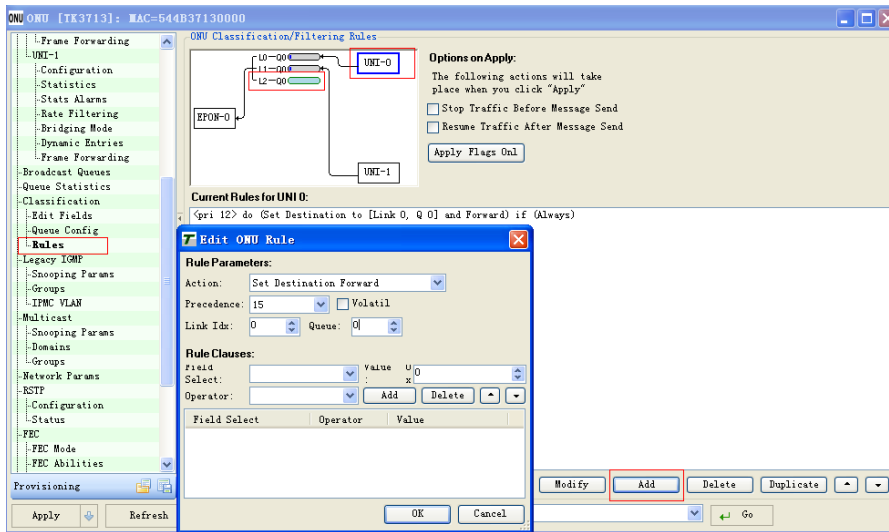 ONU ONU [TK3713]: MAC=544B37130000
Frame Forwarding
UNI-1
Configuration
Statistics
Stats Alarms
Rate Filtering
Bridging Mode
Dynamic Entries
Frame Forwarding
Broadcast Queues
Queue Statistics
Classification
Edit Fields
Queue Config
Rules
Legacy IGMP
Snooping Params
Groups
IPMC VLAN
Multicast
Snooping Params
Domains
Groups
Network Params
RSTP
Configuration
Status
FEC
FEC Mode
FEC Abilities
Provisioning
Apply
Refresh
ONU Classification/Filtering Rules
L0-Q0
L1-Q0
L2-Q0
UNI-0
EPON-0
UNI-1
Options on Apply:
The following actions will take
place when you click "Apply"
Stop Traffic Before Message Send
Resume Traffic After Message Send
Apply Flags Onl
Current Rules for UNI 0:
<pri 12> do (Set Destination to [Link 0, Q 0] and Forward) if (Always)
Edit ONU Rule
Rule Parameters:
Action: Set Destination Forward
Precedence: 15 Volatil
Link Idx: 0 Queue: 0
Rule Clauses:
Field Select: Value : 0x 0
Operator: Add Delete
Field Select Operator Value
OK Cancel
Modify Add Delete Duplicate
Go